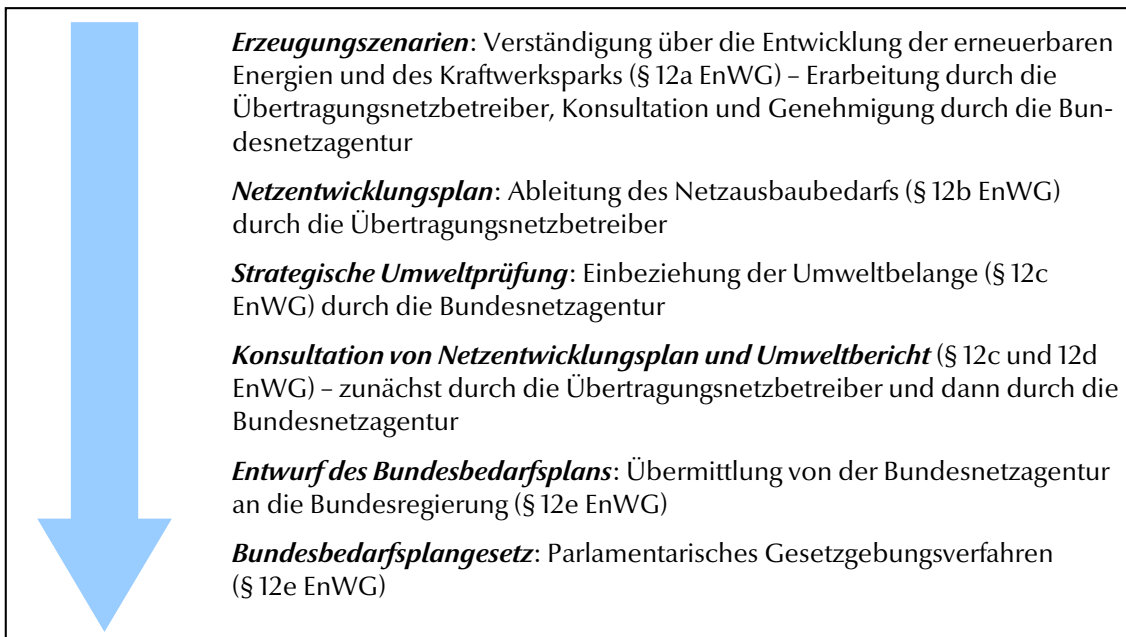 Erzeugungszenarien: Verständigung über die Entwicklung der erneuerbaren
Energien und des Kraftwerksparks (§ 12a EnWG) – Erarbeitung durch die
Übertragungsnetzbetreiber, Konsultation und Genehmigung durch die Bun-
desnetzagentur
Netzentwicklungsplan: Ableitung des Netzausbaubedarfs (§ 12b EnWG)
durch die Übertragungsnetzbetreiber
Strategische Umweltprüfung: Einbeziehung der Umweltbelange (§ 12c
EnWG) durch die Bundesnetzagentur
Konsultation von Netzentwicklungsplan und Umweltbericht (§ 12c und 12d
EnWG) – zunächst durch die Übertragungsnetzbetreiber und dann durch die
Bundesnetzagentur
Entwurf des Bundesbedarfsplans: Übermittlung von der Bundesnetzagentur
an die Bundesregierung (§ 12e EnWG)
Bundesbedarfsplangesetz: Parlamentarisches Gesetzgebungsverfahren
(§ 12e EnWG)